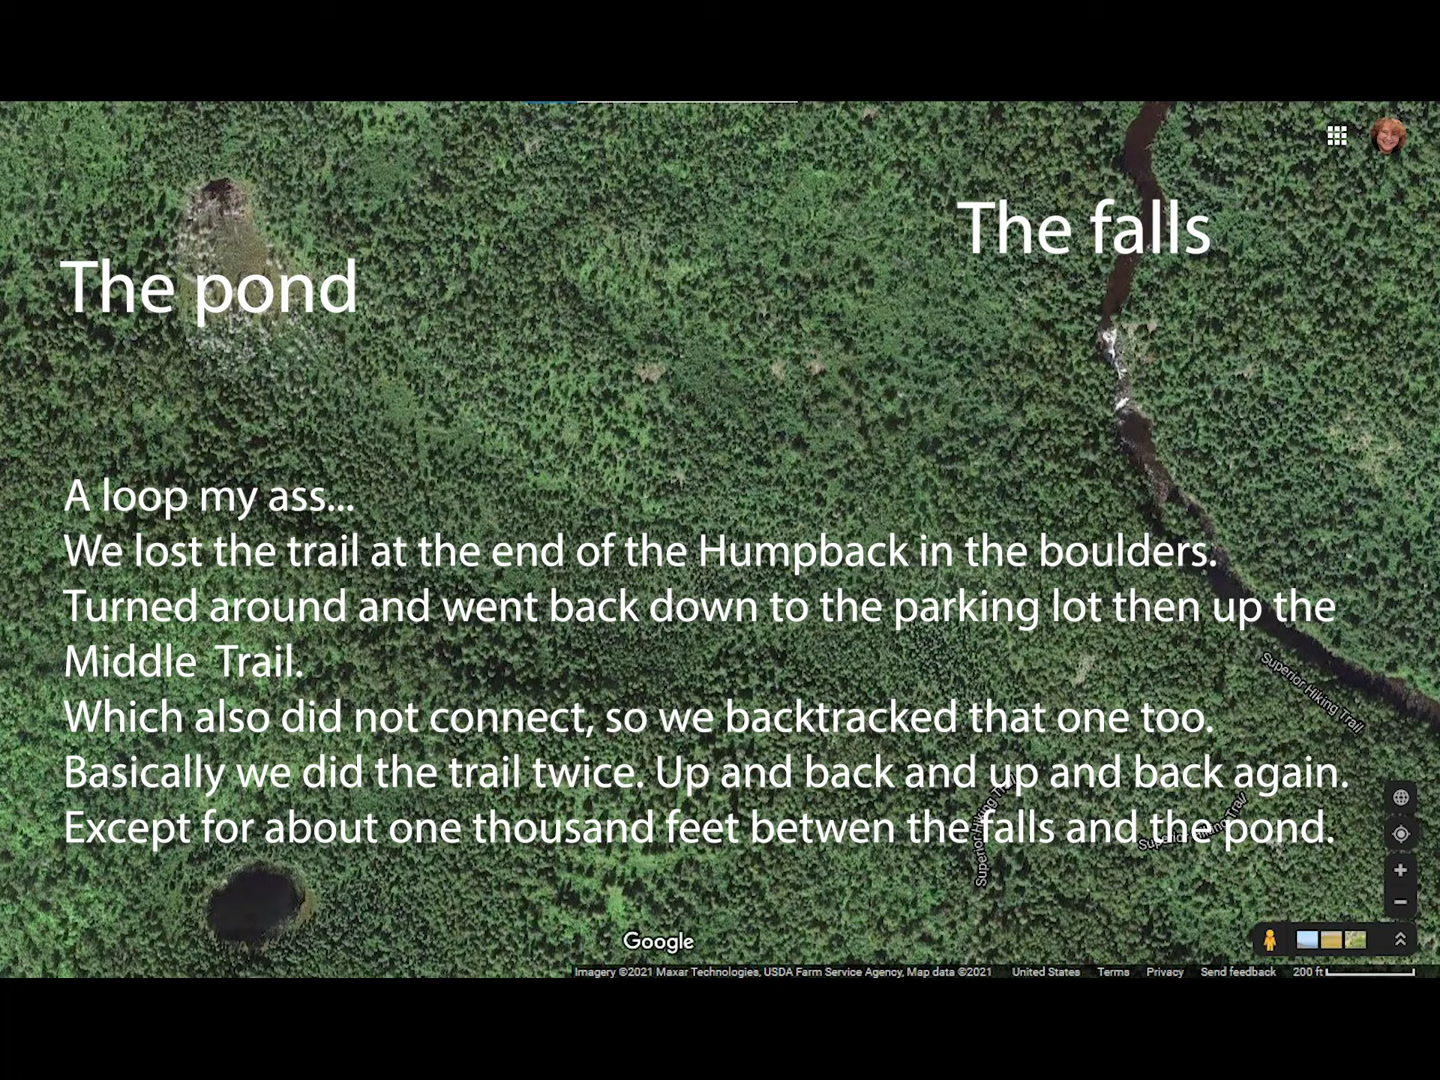 The falls
The pond
A loop my ass...
We lost the trail at the end of the Humpback in the boulders.
Turned around and went back down to the parking lot then up the
Middle  Trail.
Which also did not connect, so we backtracked that one too.
Basically we did the trail twice. Up and back and up and back again.
Except for about one thousand feet betwen the falls and the pond.
Superior Hiking Trail
Superior Hiking Trail
Superior Hiking Trail
Google
Imagery ©2021 Maxar Technologies, USDA Farm Service Agency, Map data ©2021 United States Terms Privacy Send feedback 200 ft